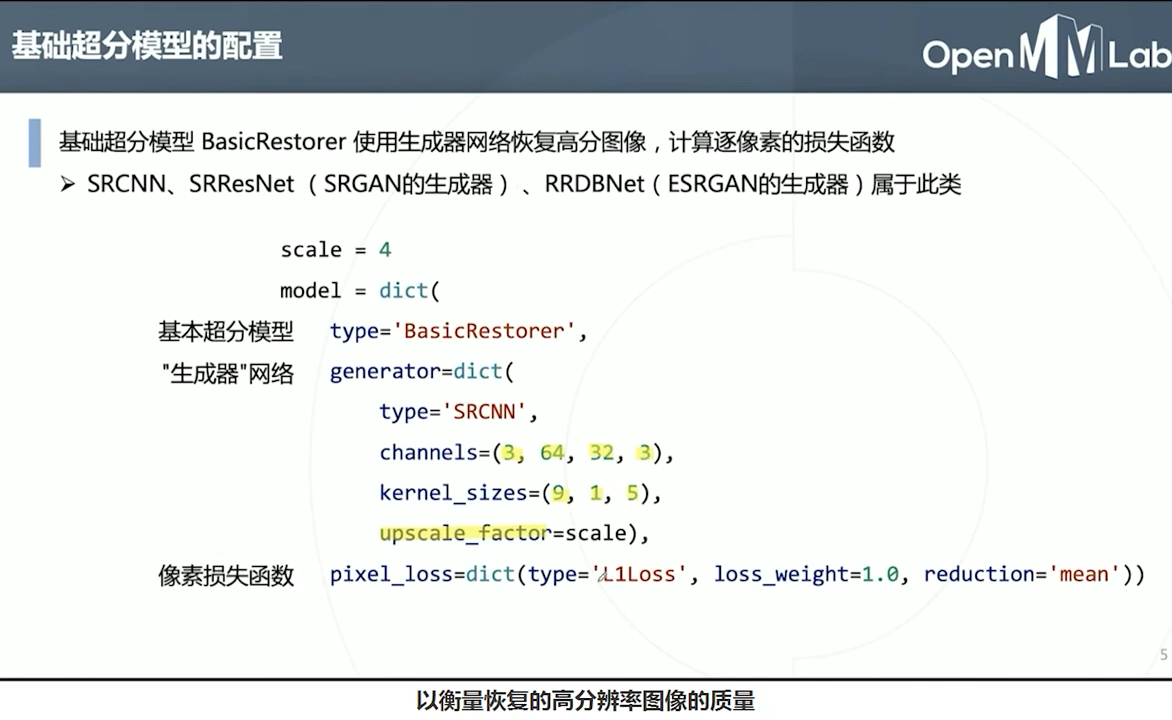 基础超分模型的配置
OpenMMLab
基础超分模型 BasicRestorer 使用生成器网络恢复高分图像，计算逐像素的损失函数
➢ SRCNN、SRResNet （SRGAN的生成器）、RRDBNet（ESRGAN的生成器）属于此类
scale = 4
model = dict(
基本超分模型 type='BasicRestorer',
"生成器"网络 generator=dict(
type='SRCNN',
channels=(3, 64, 32, 3),
kernel_sizes=(9, 1, 5),
upscale_factor=scale),
像素损失函数 pixel_loss=dict(type='L1Loss', loss_weight=1.0, reduction='mean'))
5
以衡量恢复的高分辨率图像的质量